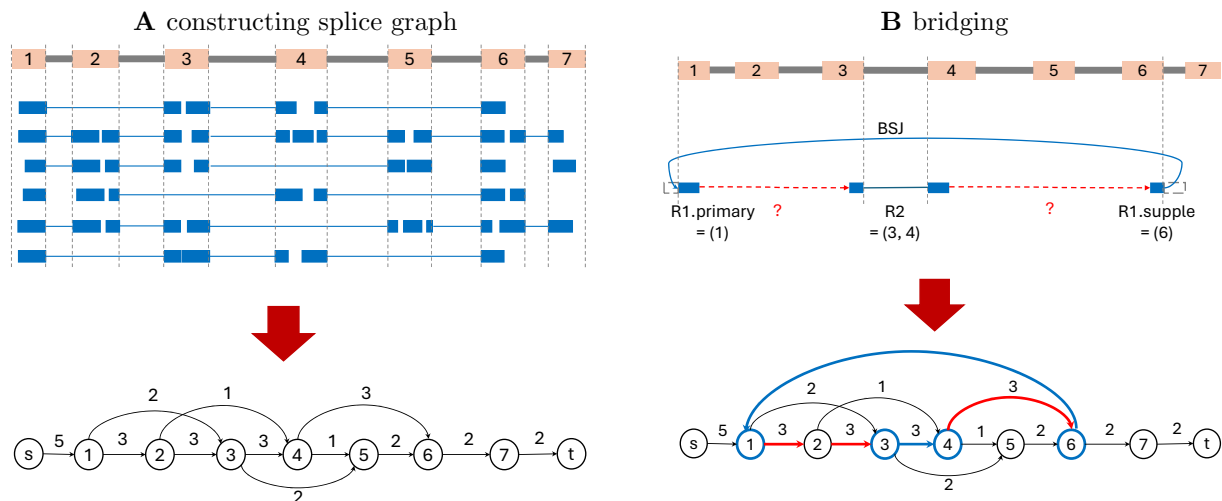 A constructing splice graph
1 2 3 4 5 6 7
2 1 3
5 3 3 3 1 2 2 2
s 1 2 3 4 5 6 7 t
2
B bridging
1 2 3 4 5 6 7
BSJ
R1.primary ? R2 ? R1.supple
= (1) = (3, 4) = (6)
2 1 3
5 3 3 3 1 2 2 2
s 1 2 3 4 5 6 7 t
2